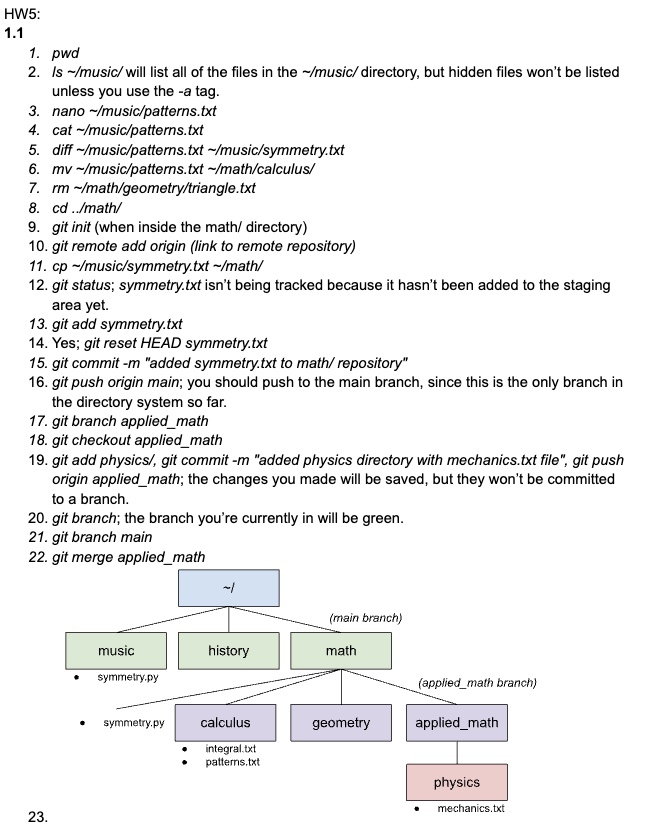 HW5:
1.1
1. pwd
2. ls ~/music/ will list all of the files in the ~/music/ directory, but hidden files won't be listed
unless you use the -a tag.
3. nano ~/music/patterns.txt
4. cat ~/music/patterns.txt
5. diff ~/music/patterns.txt ~/music/symmetry.txt
6. mv ~/music/patterns.txt ~/math/calculus/
7. rm ~/math/geometry/triangle.txt
8. cd ../math/
9. git init (when inside the math/ directory)
10. git remote add origin (link to remote repository)
11. cp ~/music/symmetry.txt ~/math/
12. git status; symmetry.txt isn't being tracked because it hasn't been added to the staging
area yet.
13. git add symmetry.txt
14. Yes; git reset HEAD symmetry.txt
15. git commit -m "added symmetry.txt to math/ repository"
16. git push origin main; you should push to the main branch, since this is the only branch in
the directory system so far.
17. git branch applied_math
18. git checkout applied_math
19. git add physics/, git commit -m "added physics directory with mechanics.txt file", git push
origin applied_math; the changes you made will be saved, but they won't be committed
to a branch.
20. git branch; the branch you're currently in will be green.
21. git branch main
22. git merge applied_math
~/
(main branch)
music history math
• symmetry.py
(applied_math branch)
• symmetry.py calculus geometry applied_math
• integral.txt
• patterns.txt
physics
• mechanics.txt
23.